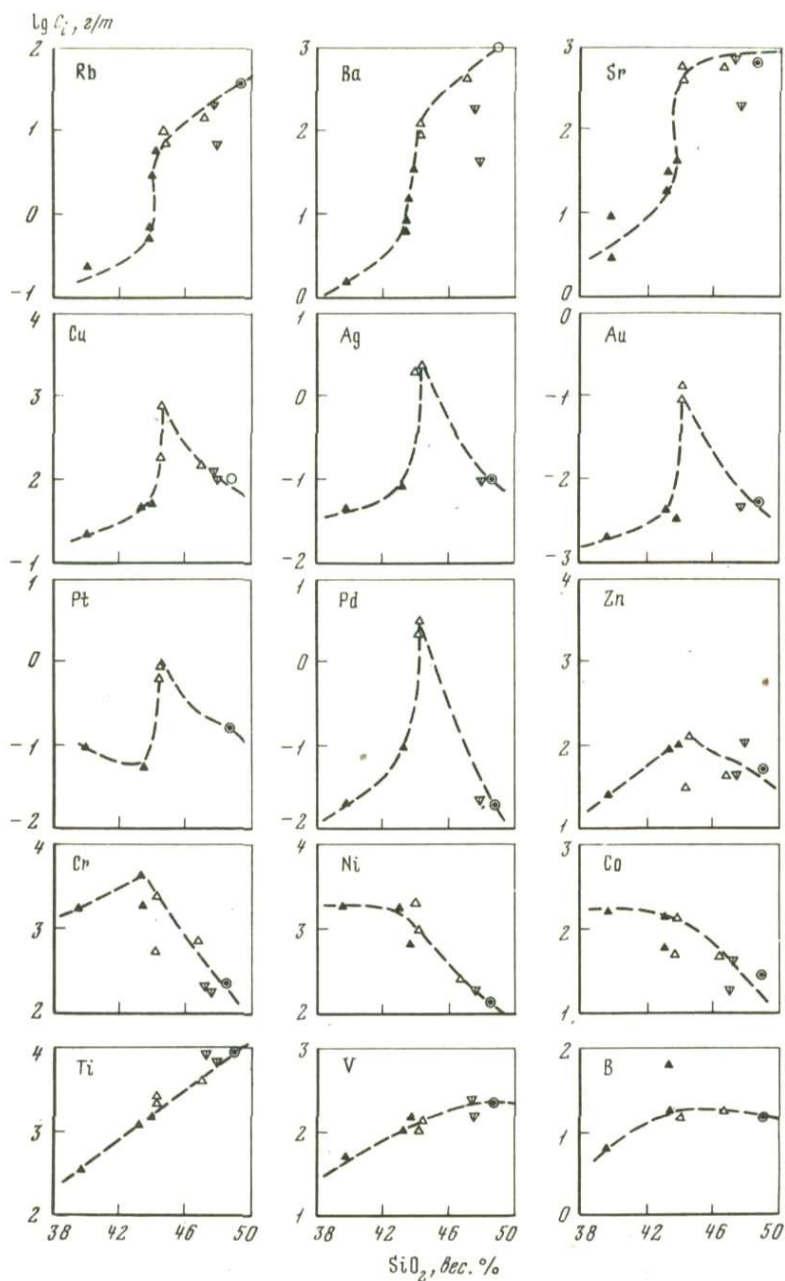 lg Cᵢ, г/т
2 3 3
Rb Ba Sr
1 2 2
0 1 1
−1 0 0
4 1 0
Cu Ag Au
3 0 −1
2 −1 −2
−1 −2 −3
1 1 4
Pt Pd Zn
0 0 3
−1 −1 2
−2 −2 1
4 4 3
Cr Ni Co
3 3 2
2 2 1
4 3 2
Ti V B
3 2 1
2 1 0
38 42 46 50 38 42 46 50 38 42 46 50
SiO₂, вес. %